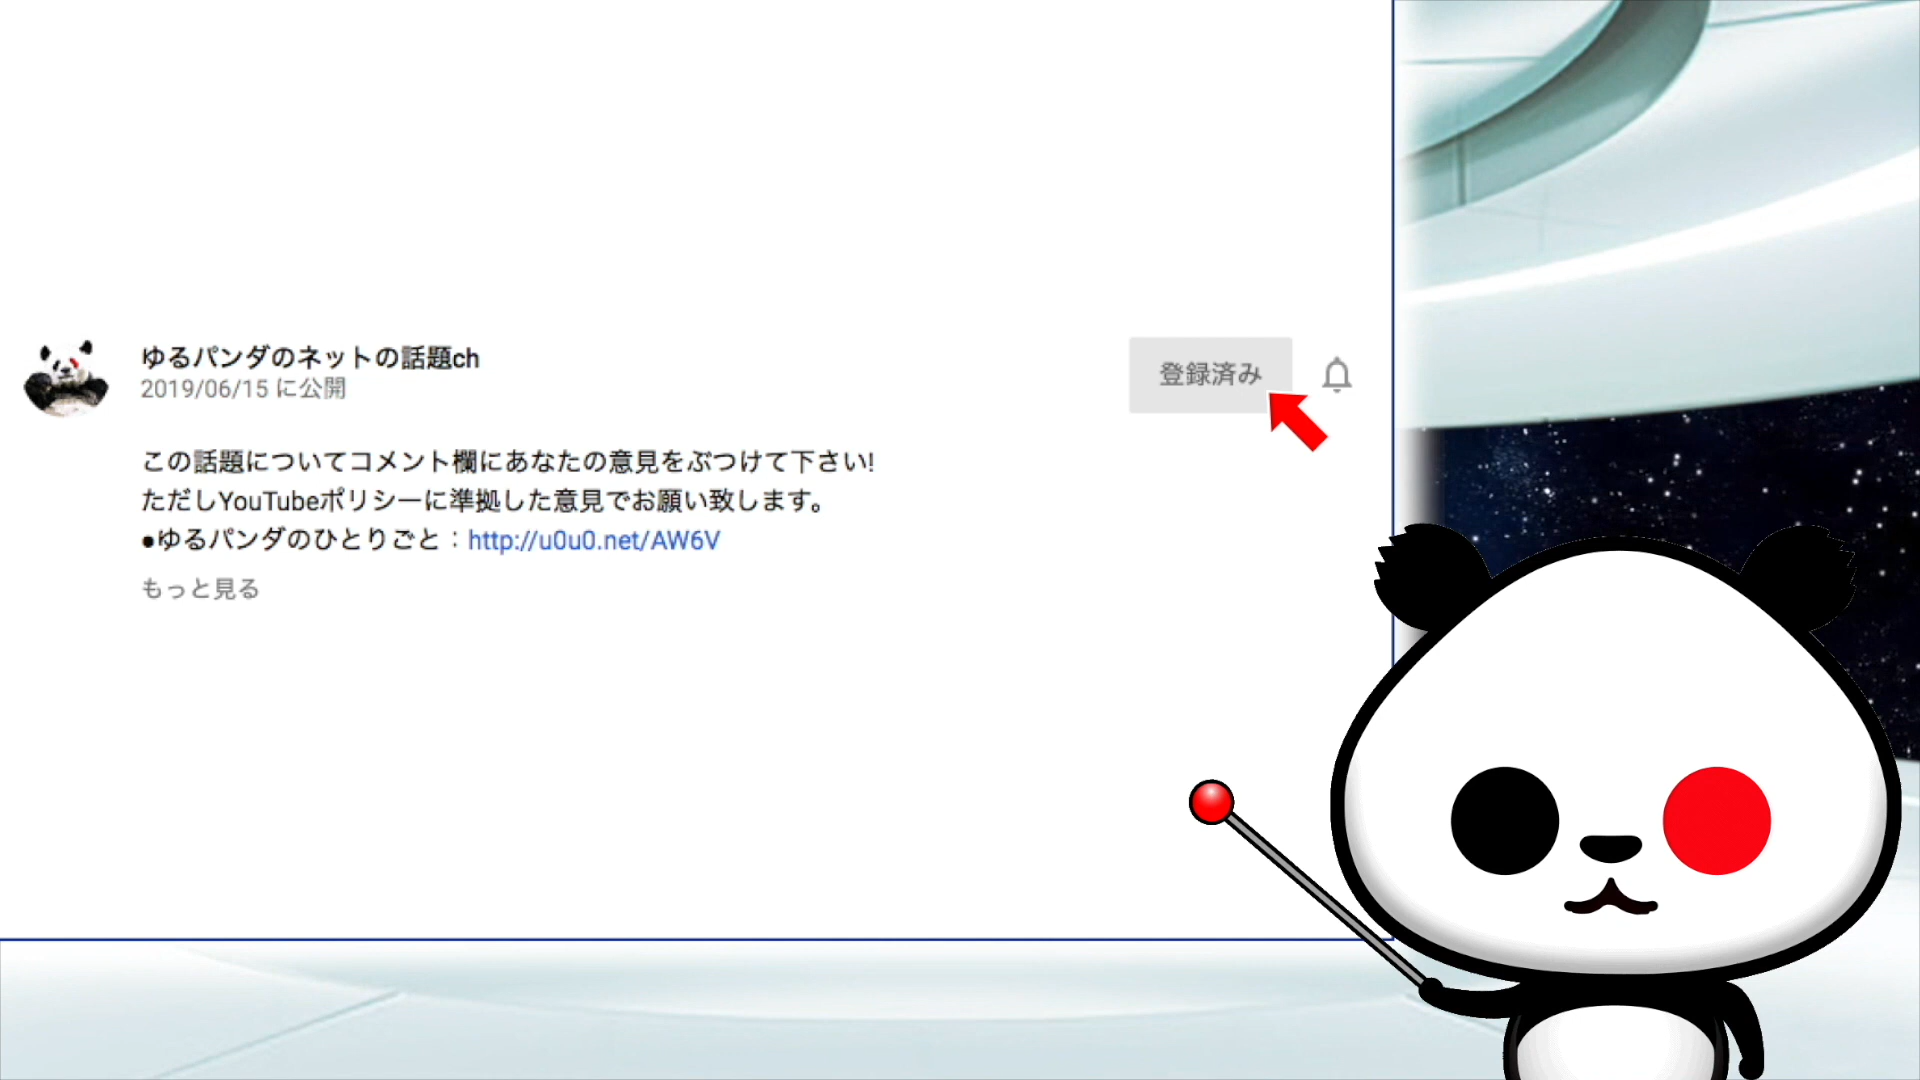 ゆるパンダのネットの話題ch
登録済み
2019/06/15 に公開
この話題についてコメント欄にあなたの意見をぶつけて下さい!
ただしYouTubeポリシーに準拠した意見でお願い致します。
●ゆるパンダのひとりごと：http://u0u0.net/AW6V
もっと見る